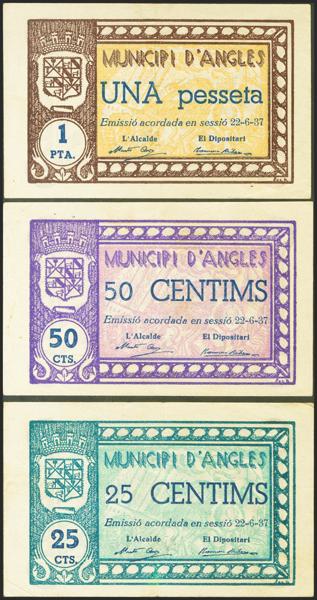 MUNICIPI D'ANGLES
UNA pesseta
Emissió acordada en sessió 22-6-37
L'Alcalde El Dipositari
1
PTA.
MUNICIPI D'ANGLES
50 CENTIMS
Emissió acordada en sessió 22-6-37
L'Alcalde El Dipositari
50
CTS.
MUNICIPI D'ANGLES
25 CENTIMS
Emissió acordada en sessió 22-6-37
L'Alcalde El Dipositari
25
CTS.